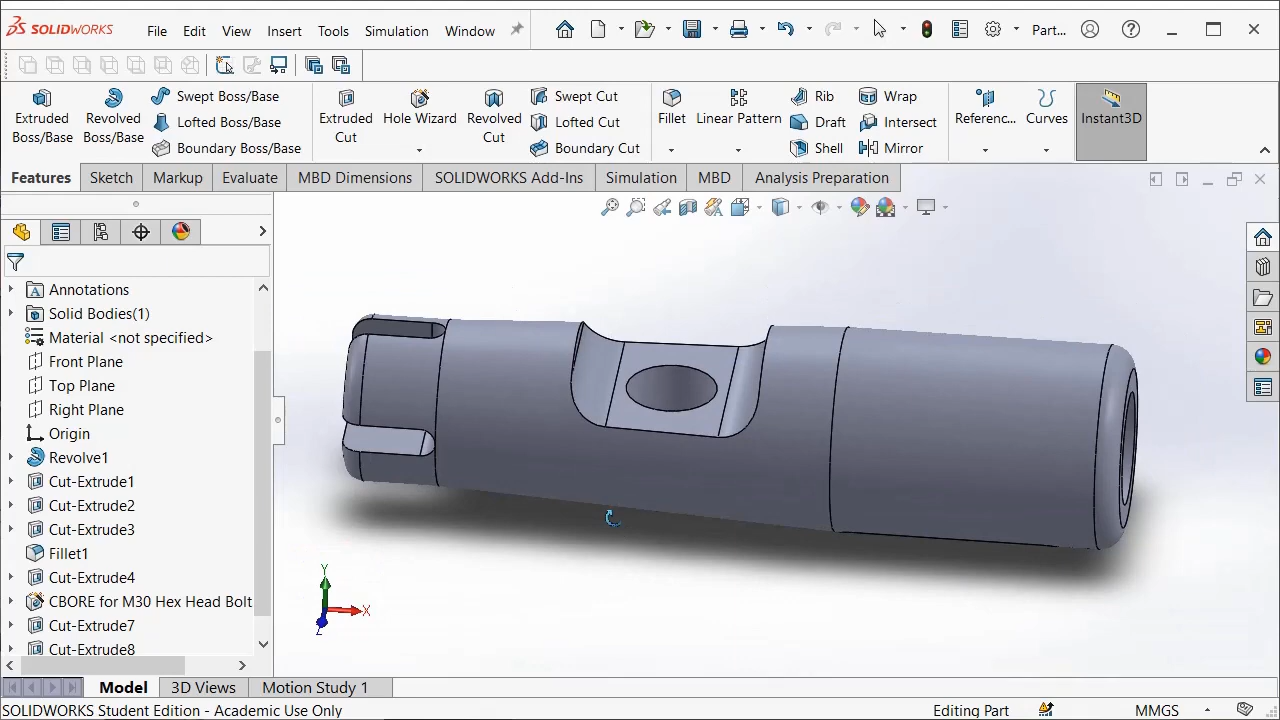 SOLIDWORKS File Edit View Insert Tools Simulation Window Part...
Extruded Boss/Base
Revolved Boss/Base
Swept Boss/Base
Lofted Boss/Base
Boundary Boss/Base
Extruded Cut
Hole Wizard
Revolved Cut
Swept Cut
Lofted Cut
Boundary Cut
Fillet
Linear Pattern
Rib
Draft
Shell
Wrap
Intersect
Mirror
Referenc...
Curves
Instant3D
Features Sketch Markup Evaluate MBD Dimensions SOLIDWORKS Add-Ins Simulation MBD Analysis Preparation
Annotations
Solid Bodies(1)
Material <not specified>
Front Plane
Top Plane
Right Plane
Origin
Revolve1
Cut-Extrude1
Cut-Extrude2
Cut-Extrude3
Fillet1
Cut-Extrude4
CBORE for M30 Hex Head Bolt
Cut-Extrude7
Cut-Extrude8
Y
X
Z
Model 3D Views Motion Study 1
SOLIDWORKS Student Edition - Academic Use Only Editing Part MMGS